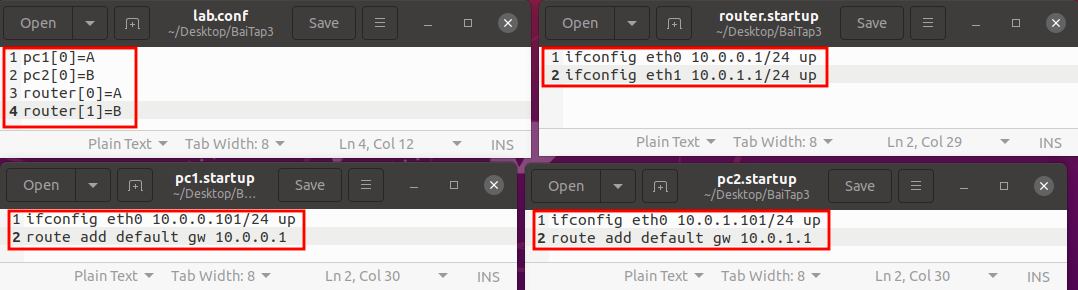 Open
lab.conf
~/Desktop/BaiTap3
Save
1 pc1[0]=A
2 pc2[0]=B
3 router[0]=A
4 router[1]=B
Plain Text Tab Width: 8 Ln 4, Col 12 INS
Open
router.startup
~/Desktop/BaiTap3
Save
1 ifconfig eth0 10.0.0.1/24 up
2 ifconfig eth1 10.0.1.1/24 up
Plain Text Tab Width: 8 Ln 2, Col 29 INS
Open
pc1.startup
~/Desktop/B...
Save
1 ifconfig eth0 10.0.0.101/24 up
2 route add default gw 10.0.0.1
Plain Text Tab Width: 8 Ln 2, Col 30 INS
Open
pc2.startup
~/Desktop/BaiTap3
Save
1 ifconfig eth0 10.0.1.101/24 up
2 route add default gw 10.0.1.1
Plain Text Tab Width: 8 Ln 2, Col 30 INS